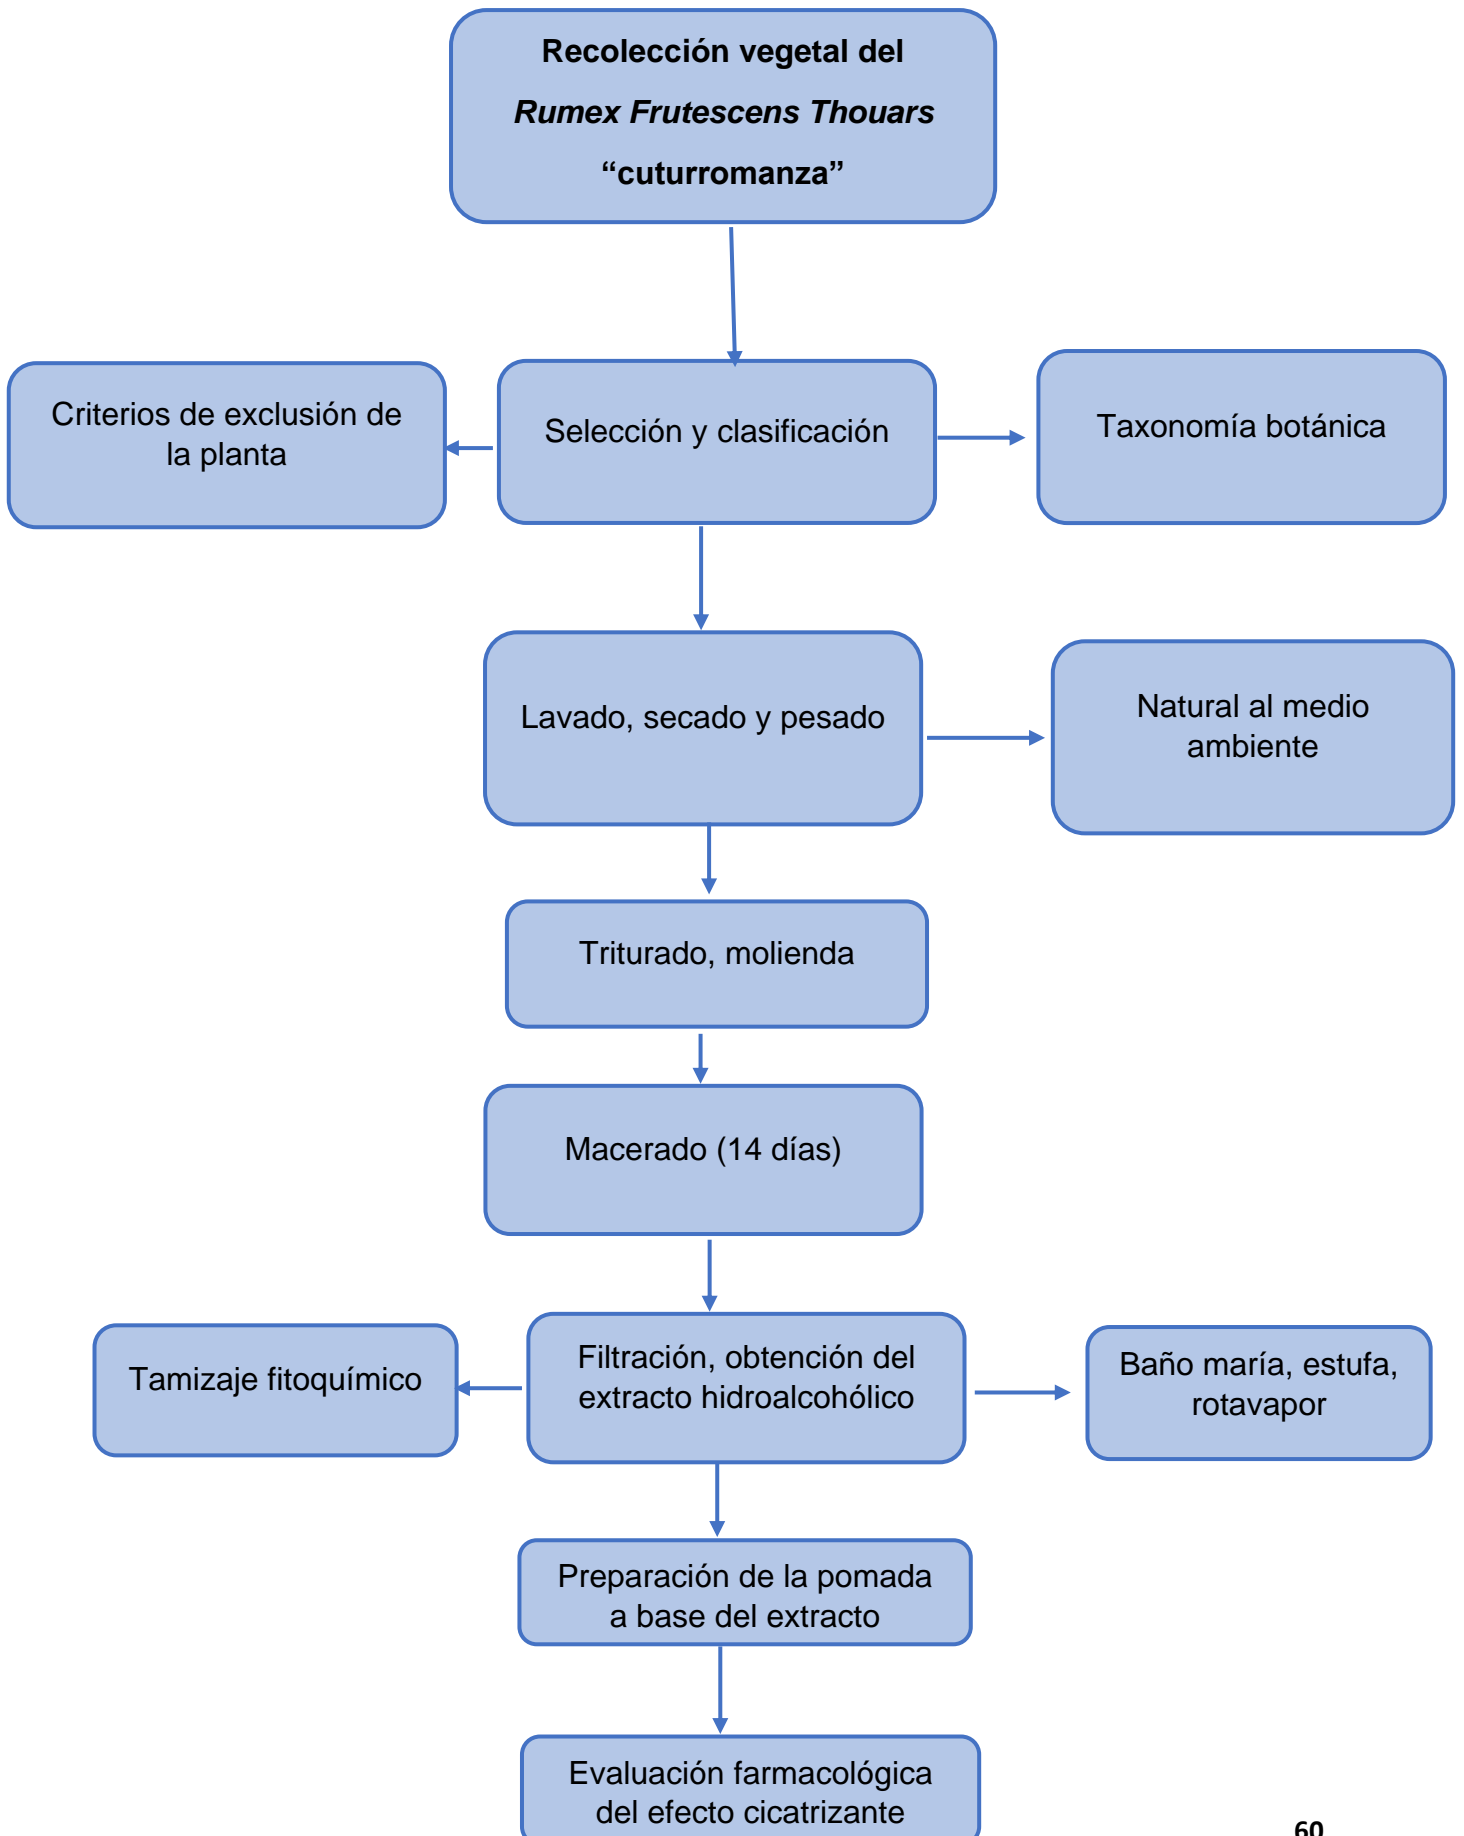 Recolección vegetal del
Rumex Frutescens Thouars
“cuturromanza”
Criterios de exclusión de
la planta
Selección y clasificación
Taxonomía botánica
Lavado, secado y pesado
Natural al medio
ambiente
Triturado, molienda
Macerado (14 días)
Tamizaje fitoquímico
Filtración, obtención del
extracto hidroalcohólico
Baño maría, estufa,
rotavapor
Preparación de la pomada
a base del extracto
Evaluación farmacológica
del efecto cicatrizante
60